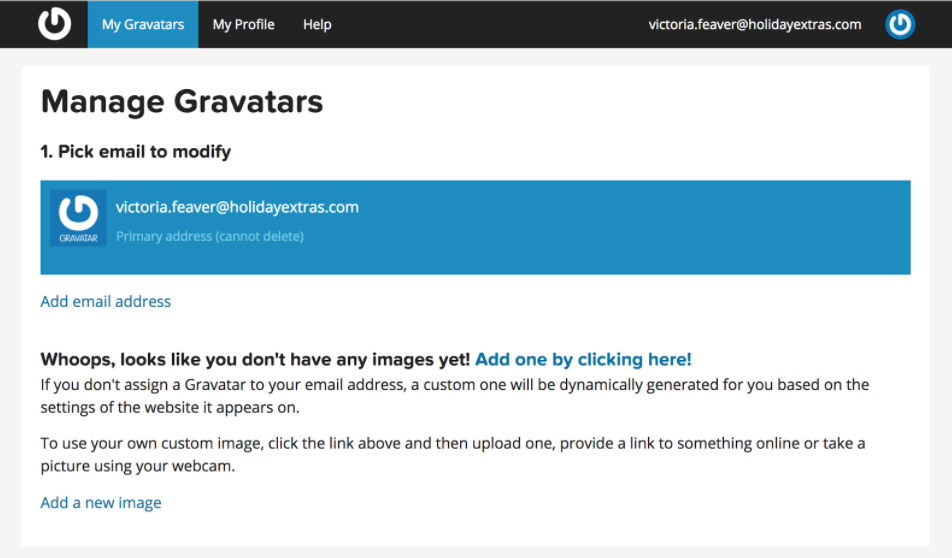 My Gravatars
My Profile
Help
victoria.feaver@holidayextras.com
Manage Gravatars
1. Pick email to modify
victoria.feaver@holidayextras.com
GRAVATAR
Primary address (cannot delete)
Add email address
Whoops, looks like you don't have any images yet! Add one by clicking here!
If you don't assign a Gravatar to your email address, a custom one will be dynamically generated for you based on the
settings of the website it appears on.
To use your own custom image, click the link above and then upload one, provide a link to something online or take a
picture using your webcam.
Add a new image